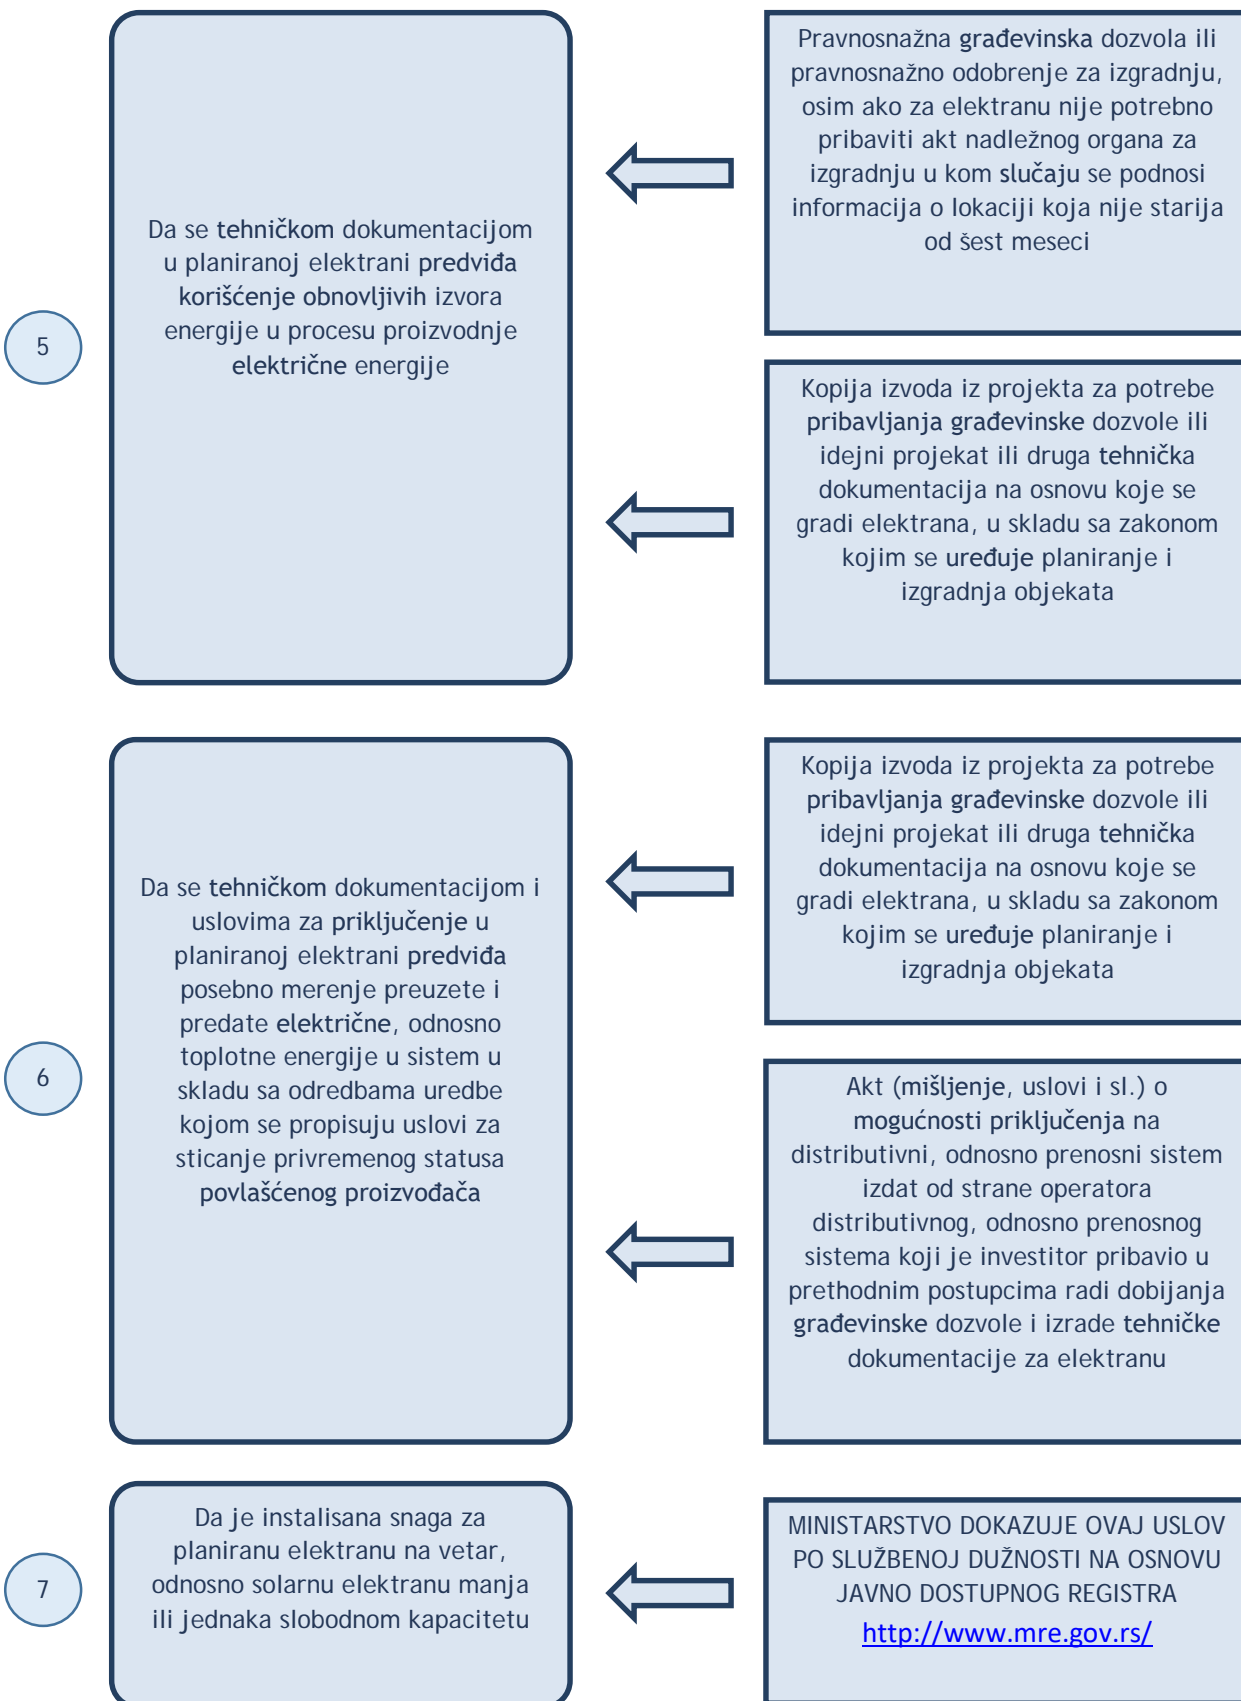 5
Da se tehničkom dokumentacijom
u planiranoj elektrani predviđa
korišćenje obnovljivih izvora
energije u procesu proizvodnje
električne energije
Pravnosnažna građevinska dozvola ili
pravnosnažno odobrenje za izgradnju,
osim ako za elektranu nije potrebno
pribaviti akt nadležnog organa za
izgradnju u kom slučaju se podnosi
informacija o lokaciji koja nije starija
od šest meseci
Kopija izvoda iz projekta za potrebe
pribavljanja građevinske dozvole ili
idejni projekat ili druga tehnička
dokumentacija na osnovu koje se
gradi elektrana, u skladu sa zakonom
kojim se uređuje planiranje i
izgradnja objekata
6
Da se tehničkom dokumentacijom i
uslovima za priključenje u
planiranoj elektrani predviđa
posebno merenje preuzete i
predate električne, odnosno
toplotne energije u sistem u
skladu sa odredbama uredbe
kojom se propisuju uslovi za
sticanje privremenog statusa
povlašćenog proizvođača
Kopija izvoda iz projekta za potrebe
pribavljanja građevinske dozvole ili
idejni projekat ili druga tehnička
dokumentacija na osnovu koje se
gradi elektrana, u skladu sa zakonom
kojim se uređuje planiranje i
izgradnja objekata
Akt (mišljenje, uslovi i sl.) o
mogućnosti priključenja na
distributivni, odnosno prenosni sistem
izdat od strane operatora
distributivnog, odnosno prenosnog
sistema koji je investitor pribavio u
prethodnim postupcima radi dobijanja
građevinske dozvole i izrade tehničke
dokumentacije za elektranu
7
Da je instalisana snaga za
planiranu elektranu na vetar,
odnosno solarnu elektranu manja
ili jednaka slobodnom kapacitetu
MINISTARSTVO DOKAZUJE OVAJ USLOV
PO SLUŽBENOJ DUŽNOSTI NA OSNOVU
JAVNO DOSTUPNOG REGISTRA
http://www.mre.gov.rs/